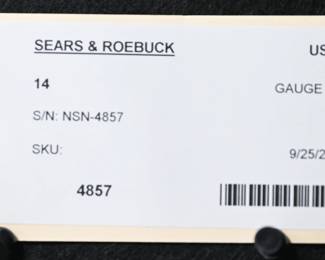 SEARS & ROEBUCK US
14 GAUGE
S/N: NSN-4857
SKU: 9/25/2
4857